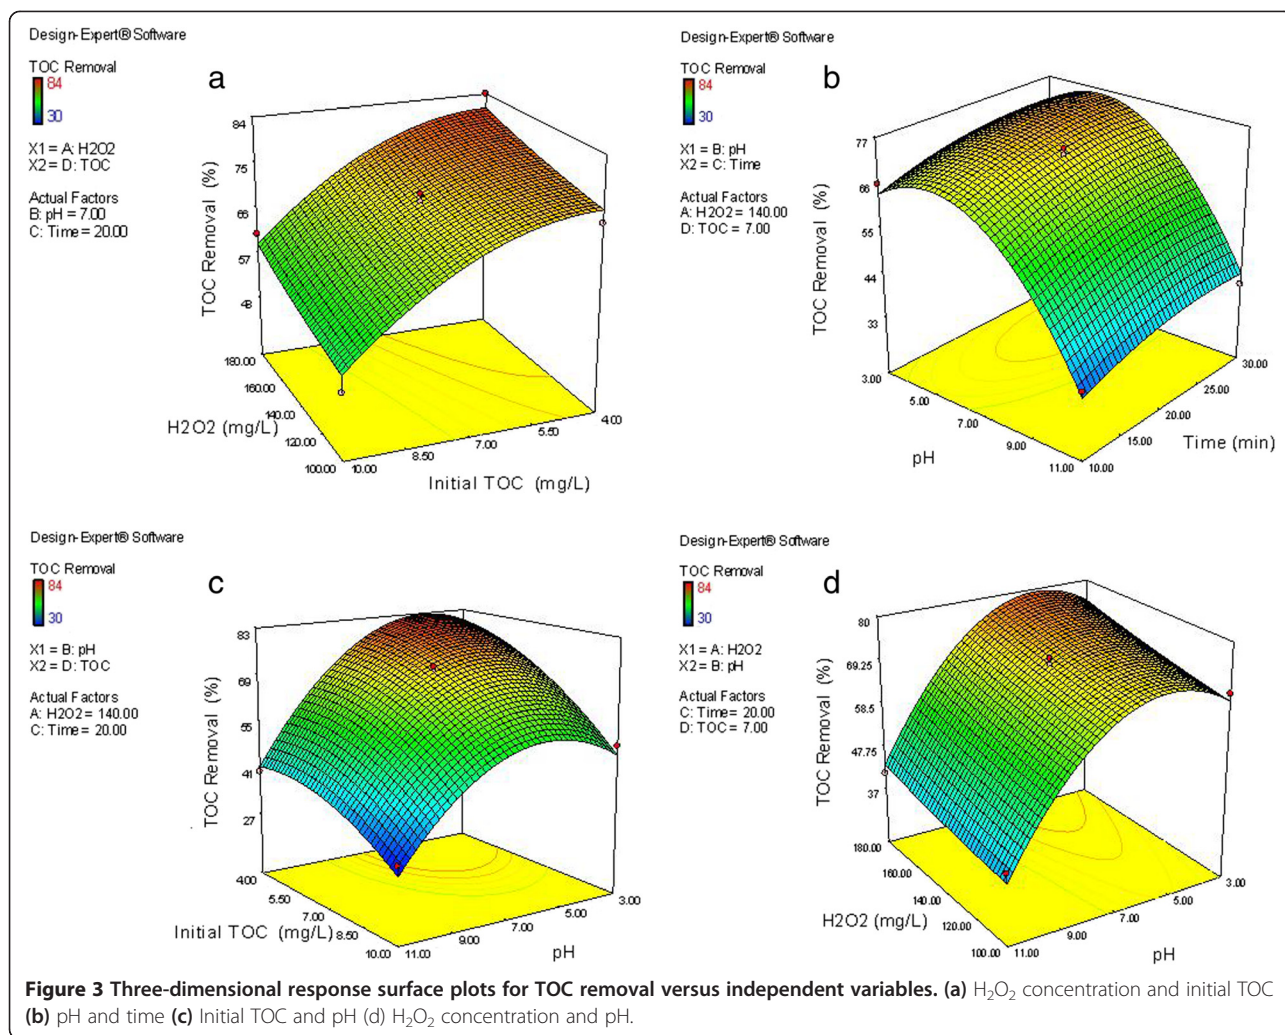 Design-Expert® Software
TOC Removal
84
30
X1 = A: H2O2
X2 = D: TOC
Actual Factors
B: pH = 7.00
C: Time = 20.00
a
84
75
66
57
48
TOC Removal (%)
180.00
160.00
140.00
120.00
100.00
H2O2 (mg/L)
10.00
8.50
7.00
5.50
4.00
Initial TOC (mg/L)
Design-Expert® Software
TOC Removal
84
30
X1 = B: pH
X2 = C: Time
Actual Factors
A: H2O2 = 140.00
D: TOC = 7.00
b
77
66
55
44
33
TOC Removal (%)
3.00
5.00
7.00
9.00
11.00
pH
10.00
15.00
20.00
25.00
30.00
Time (min)
Design-Expert® Software
TOC Removal
84
30
X1 = B: pH
X2 = D: TOC
Actual Factors
A: H2O2 = 140.00
C: Time = 20.00
c
83
69
55
41
27
TOC Removal (%)
4.00
5.50
7.00
8.50
10.00
Initial TOC (mg/L)
11.00
9.00
7.00
5.00
3.00
pH
Design-Expert® Software
TOC Removal
84
30
X1 = A: H2O2
X2 = B: pH
Actual Factors
C: Time = 20.00
D: TOC = 7.00
d
80
69.25
58.5
47.75
37
TOC Removal (%)
180.00
160.00
140.00
120.00
100.00
H2O2 (mg/L)
11.00
9.00
7.00
5.00
3.00
pH
Figure 3 Three-dimensional response surface plots for TOC removal versus independent variables. (a) H₂O₂ concentration and initial TOC
(b) pH and time (c) Initial TOC and pH (d) H₂O₂ concentration and pH.